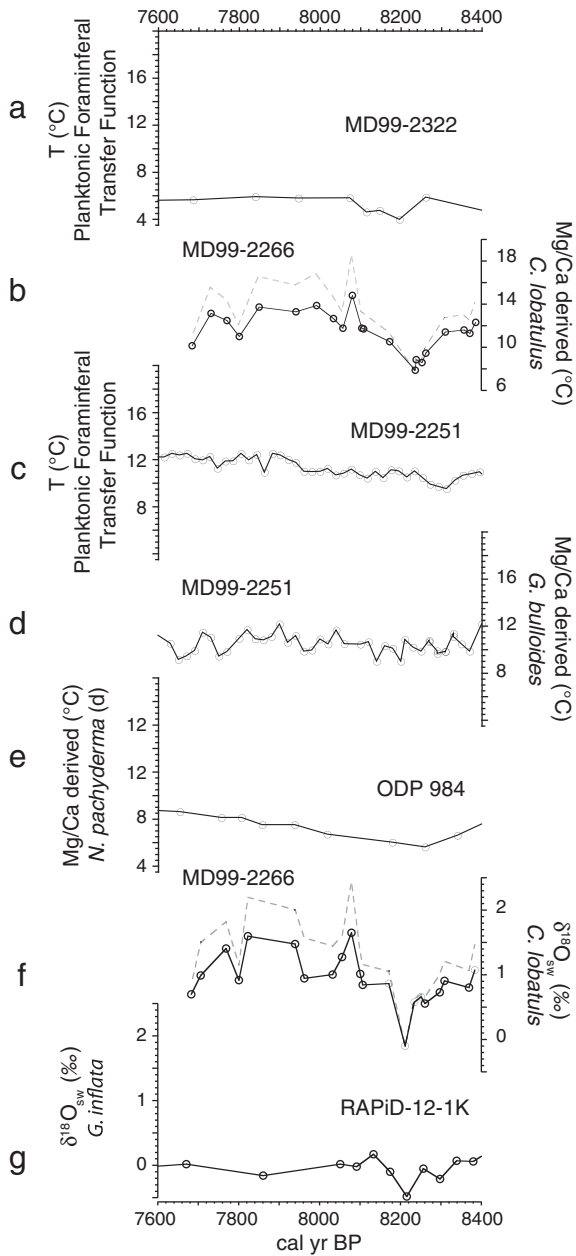 7600 7800 8000 8200 8400
a
T (°C)
Planktonic Foraminiferal
Transfer Function
16
12
8
4
MD99-2322
b
MD99-2266
18
14
10
6
Mg/Ca derived (°C)
C. lobatulus
c
T (°C)
Planktonic Foraminferal
Transfer Function
16
12
8
MD99-2251
d
MD99-2251
16
12
10
8
Mg/Ca derived (°C)
G. bulloides
e
Mg/Ca derived (°C)
N. pachyderma (d)
12
12
8
4
ODP 984
f
MD99-2266
2
1
0
δ18Osw (‰)
C. lobatuls
g
δ18Osw (‰)
G. inflata
2
1
0
RAPiD-12-1K
7600 7800 8000 8200 8400
cal yr BP